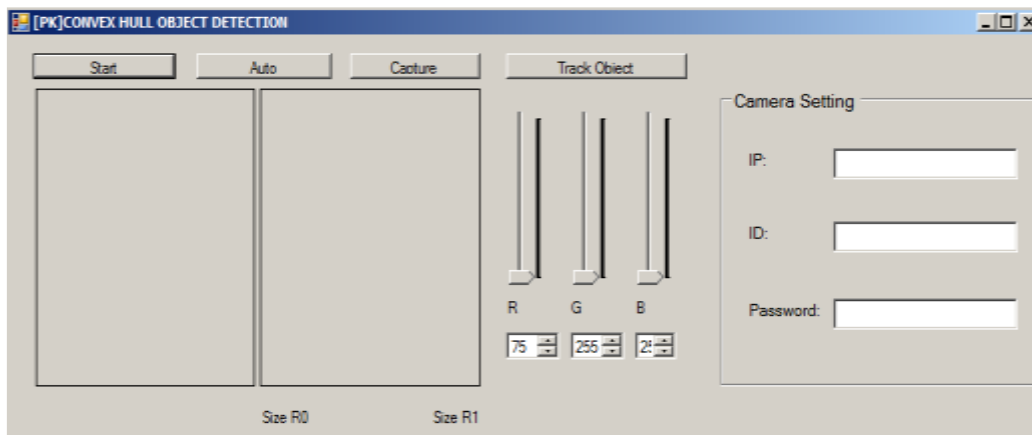 [PK]CONVEX HULL OBJECT DETECTION
Start Auto Capture Track Object
Camera Setting
IP:
ID:
Password:
R G B
75 255
Size R0 Size R1